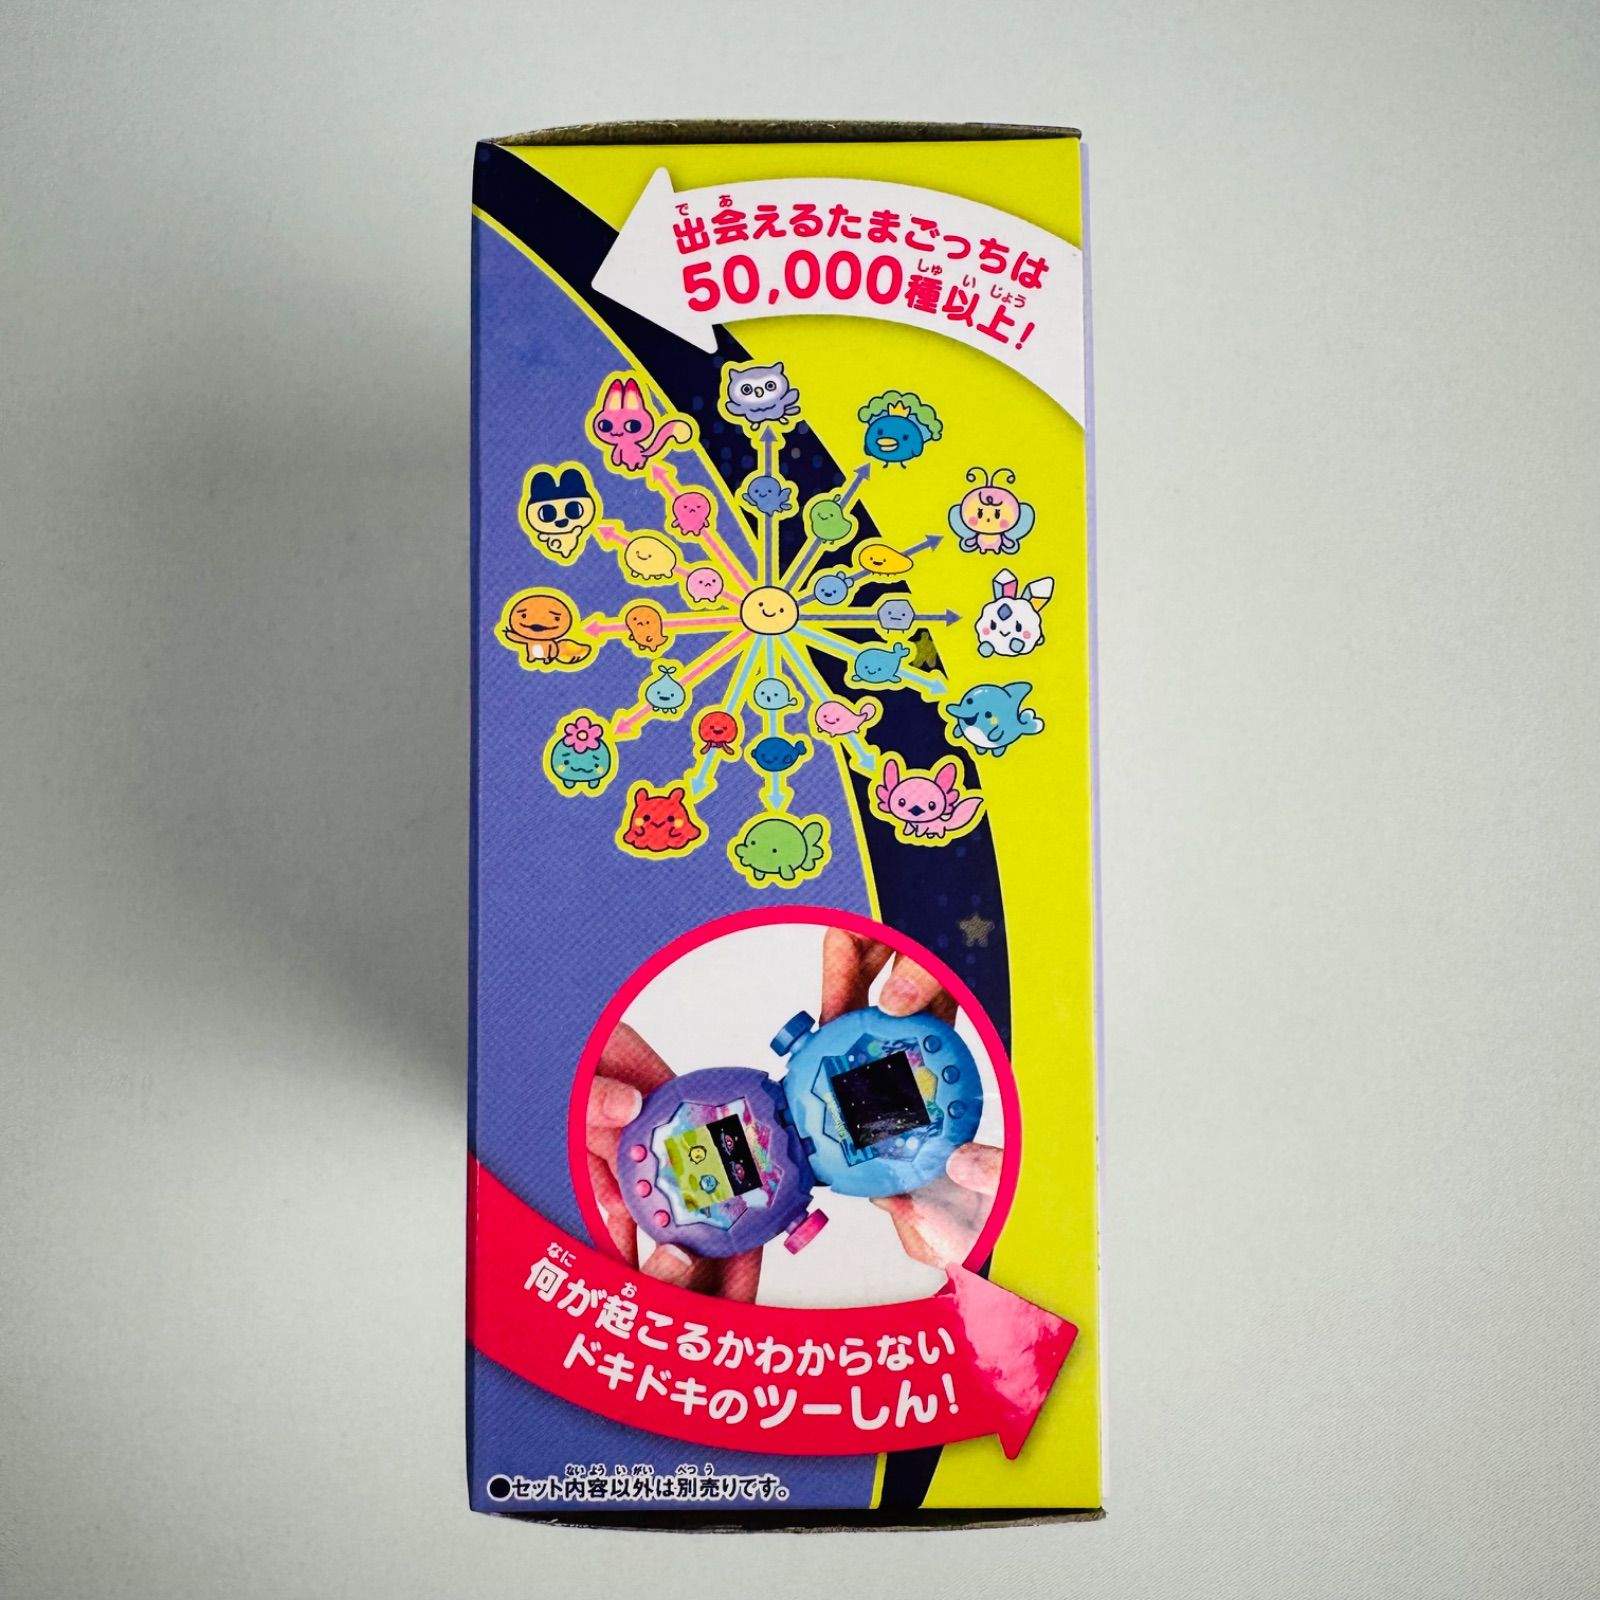 出会えるたまごっちは
50,000種以上!
何が起こるかわからない
ドキドキのツーしん!
●セット内容以外は別売りです。